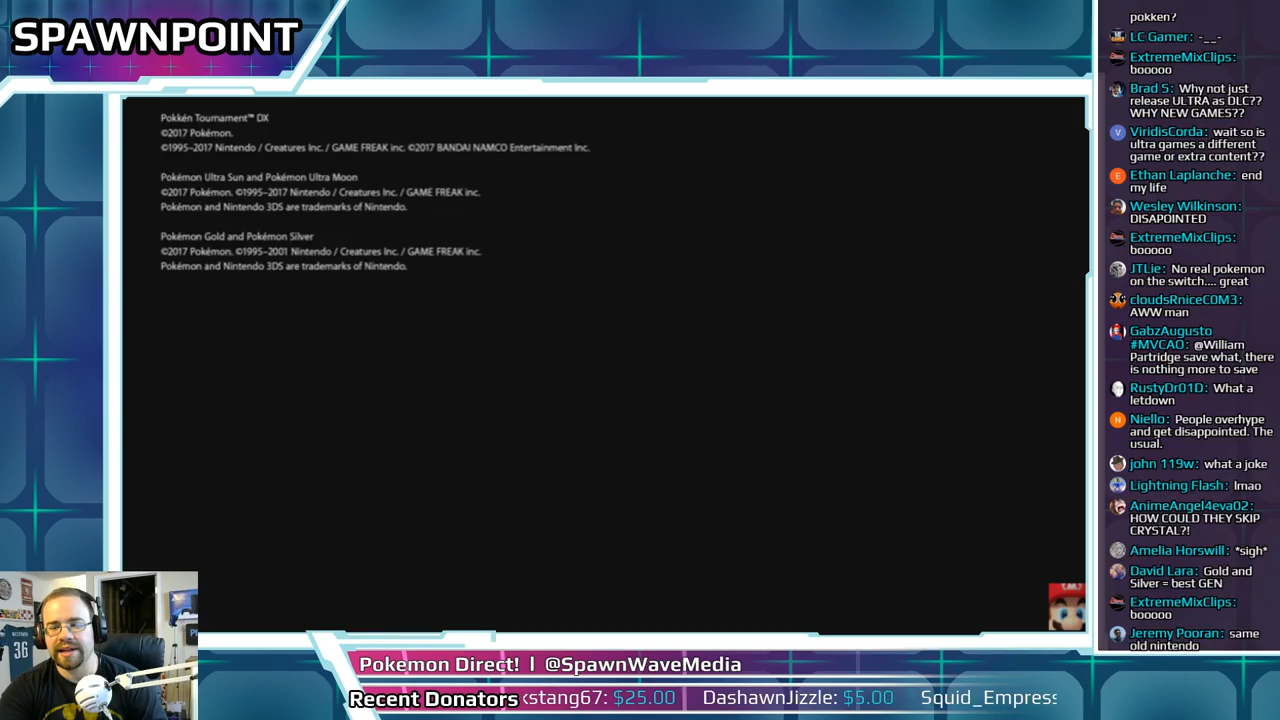 SPAWNPOINT
Pokkén Tournament™ DX
©2017 Pokémon.
©1995–2017 Nintendo / Creatures Inc. / GAME FREAK inc. ©2017 BANDAI NAMCO Entertainment Inc.
Pokémon Ultra Sun and Pokémon Ultra Moon
©2017 Pokémon. ©1995–2017 Nintendo / Creatures Inc. / GAME FREAK inc.
Pokémon and Nintendo 3DS are trademarks of Nintendo.
Pokémon Gold and Pokémon Silver
©2017 Pokémon. ©1995–2001 Nintendo / Creatures Inc. / GAME FREAK inc.
Pokémon and Nintendo 3DS are trademarks of Nintendo.
pokken?
LC Gamer: -__-
ExtremeMixClips:
booooo
Brad S: Why not just
release ULTRA as DLC??
WHY NEW GAMES??
ViridisCorda: wait so is
ultra games a different
game or extra content??
Ethan Laplanche: end
my life
Wesley Wilkinson:
DISAPOINTED
ExtremeMixClips:
booooo
JTLie: No real pokemon
on the switch.... great
cloudsRniceC0M3:
AWW man
GabzAugusto
#MVCAO: @William
Partridge save what, there
is nothing more to save
RustyDr01D: What a
letdown
Niello: People overhype
and get disappointed. The
usual.
john 119w: what a joke
Lightning Flash: lmao
AnimeAngel4eva02:
HOW COULD THEY SKIP
CRYSTAL?!
Amelia Horswill: *sigh*
David Lara: Gold and
Silver = best GEN
ExtremeMixClips:
booooo
Jeremy Pooran: same
old nintendo
36
Pokemon Direct! | @SpawnWaveMedia
Recent Donators kstang67: $25.00 DashawnJizzle: $5.00 Squid_Empress